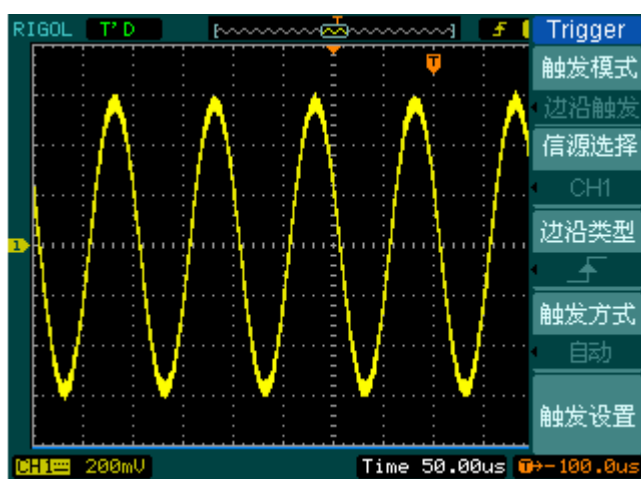 RIGOL T'D T f Trigger
触发模式
T
边沿触发
信源选择
CH1
1 边沿类型
触发方式
自动
触发设置
CH1 200mV Time 50.00us T→-100.0us